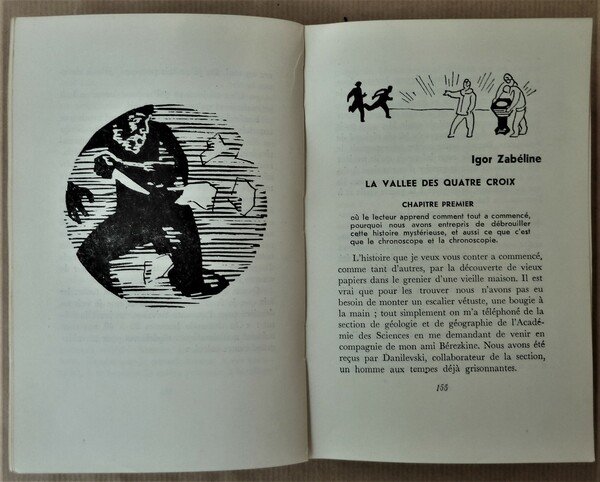 Igor Zabéline
LA VALLEE DES QUATRE CROIX
CHAPITRE PREMIER
où le lecteur apprend comment tout a commencé,
pourquoi nous avons entrepris de débrouiller
cette histoire mystérieuse, et aussi ce que c'est
que le chronoscope et la chronoscopie.
L'histoire que je veux vous conter a commencé,
comme tant d'autres, par la découverte de vieux
papiers dans le grenier d'une vieille maison. Il est
vrai que pour les trouver nous n'avons pas eu
besoin de monter un escalier vétuste, une bougie à
la main ; tout simplement on m'a téléphoné de la
section de géologie et de géographie de l'Acadé-
mie des Sciences en me demandant de venir en
compagnie de mon ami Bérezkine. Nous avons été
reçus par Danilevski, collaborateur de la section,
un homme aux tempes déjà grisonnantes.
155